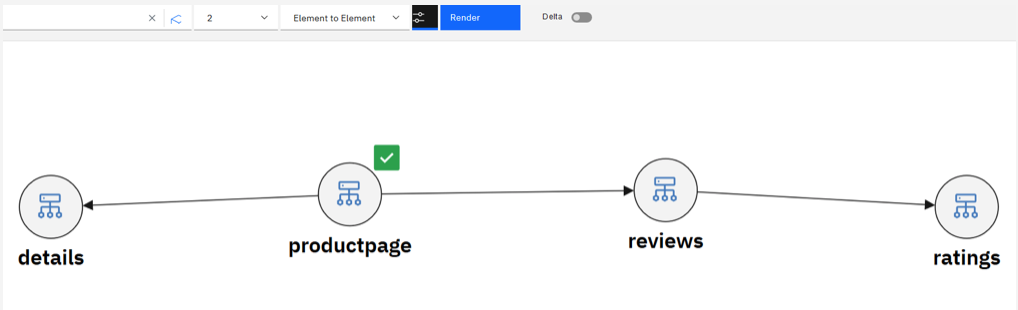 2
Element to Element
Render
Delta
details
productpage
reviews
ratings